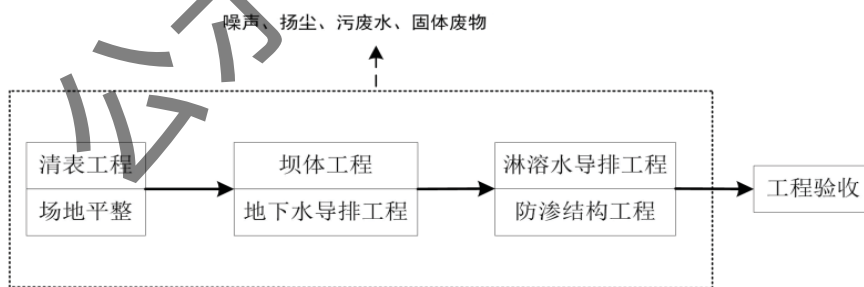 噪声、扬尘、污废水、固体废物
清表工程
场地平整
坝体工程
地下水导排工程
淋溶水导排工程
防渗结构工程
工程验收